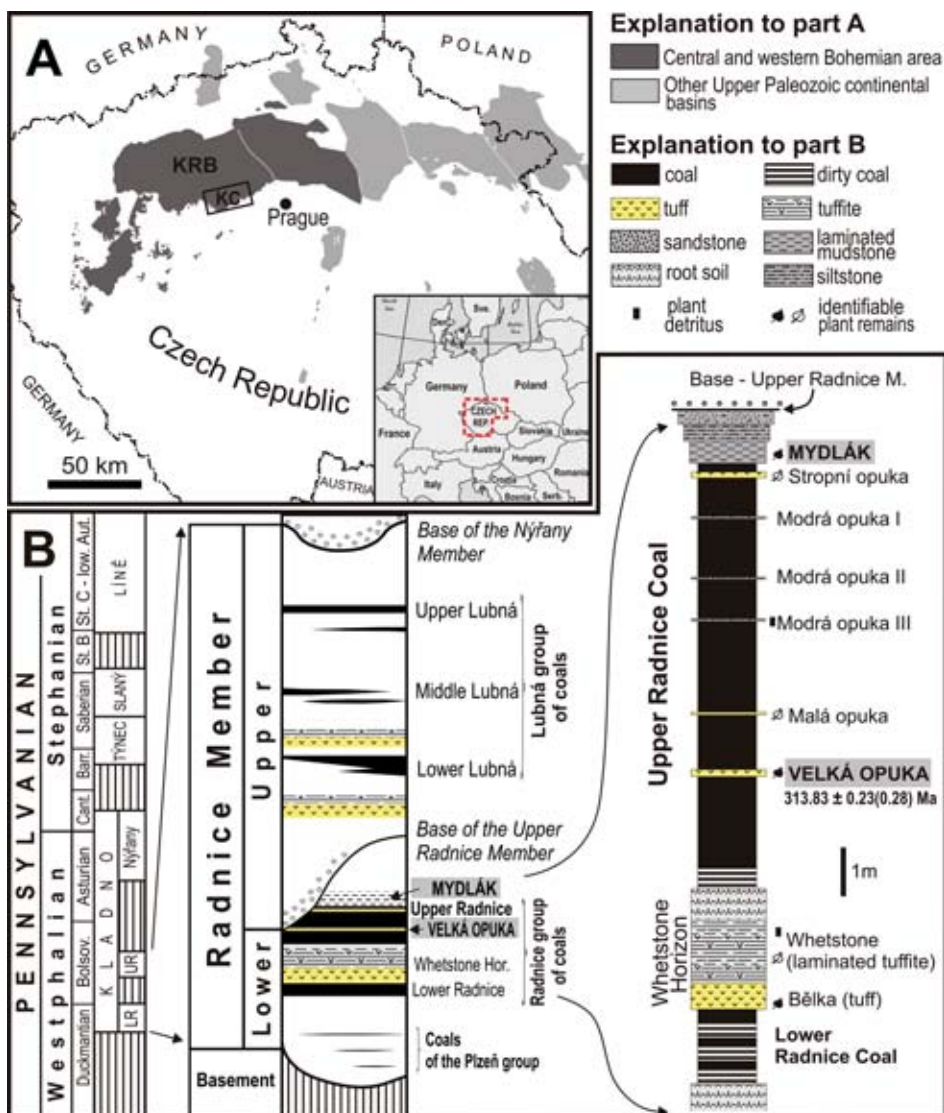 A
GERMANY
POLAND
KRB
KC
Prague
Czech Republic
GERMANY
50 km
AUSTRIA
Den.
Swe.
Germany
Poland
CZECH
REP.
France
Slovakia
Ukraine
Austria
Hungary
Romania
Italy
Croatia
Bosnia
Serb.
Explanation to part A
Central and western Bohemian area
Other Upper Paleozoic continental
basins
Explanation to part B
coal
dirty coal
tuff
tuffite
sandstone
laminated
mudstone
root soil
siltstone
plant
detritus
identifiable
plant remains
B
PENNSYLVANIAN
Westphalian
Stephanian
Duckmantian
Bolsov.
Asturian
Cant.
Barr.
Saberian
St. B
St. C - low. Aut.
KLADNO
LR
UR
Nýřany
TÝNEC
SLANÝ
LÍNĚ
Radnice Member
Lower
Upper
Basement
Base of the Nýřany
Member
Upper Lubná
Middle Lubná
Lower Lubná
Lubná group
of coals
Base of the Upper
Radnice Member
MYDLÁK
Upper Radnice
VELKÁ OPUKA
Whetstone Hor.
Lower Radnice
Radnice group
of coals
Coals
of the Plzeň group
Base - Upper Radnice M.
MYDLÁK
Stropní opuka
Modrá opuka I
Modrá opuka II
Modrá opuka III
Malá opuka
VELKÁ OPUKA
313.83 ± 0.23(0.28) Ma
1m
Upper Radnice Coal
Whetstone
Horizon
Whetstone
(laminated tuffite)
Bělka (tuff)
Lower
Radnice Coal